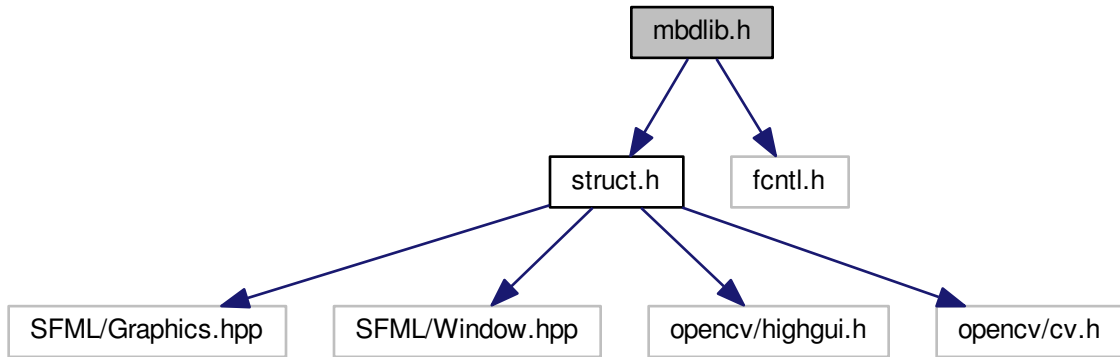 mbdlib.h
struct.h
fcntl.h
SFML/Graphics.hpp
SFML/Window.hpp
opencv/highgui.h
opencv/cv.h